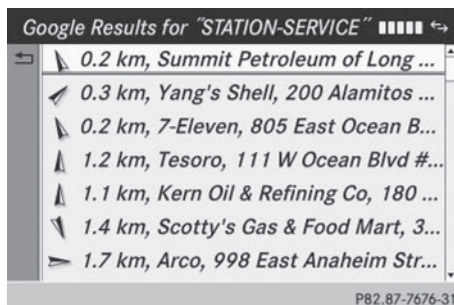 Google Results for ″STATION-SERVICE″
0.2 km, Summit Petroleum of Long ...
0.3 km, Yang's Shell, 200 Alamitos ...
0.2 km, 7-Eleven, 805 East Ocean B...
1.2 km, Tesoro, 111 W Ocean Blvd #...
1.1 km, Kern Oil & Refining Co, 180 ...
1.4 km, Scotty's Gas & Food Mart, 3...
1.7 km, Arco, 998 East Anaheim Str...
P82.87-7676-31